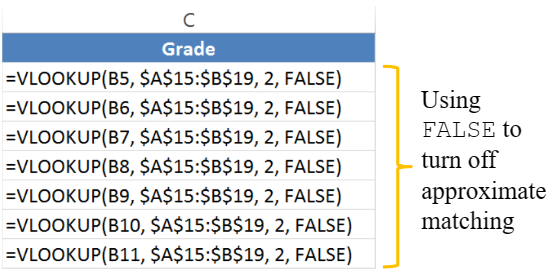 C
Grade
=VLOOKUP(B5, $A$15:$B$19, 2, FALSE)
=VLOOKUP(B6, $A$15:$B$19, 2, FALSE)
=VLOOKUP(B7, $A$15:$B$19, 2, FALSE)
=VLOOKUP(B8, $A$15:$B$19, 2, FALSE)
=VLOOKUP(B9, $A$15:$B$19, 2, FALSE)
=VLOOKUP(B10, $A$15:$B$19, 2, FALSE)
=VLOOKUP(B11, $A$15:$B$19, 2, FALSE)
Using
FALSE to
turn off
approximate
matching